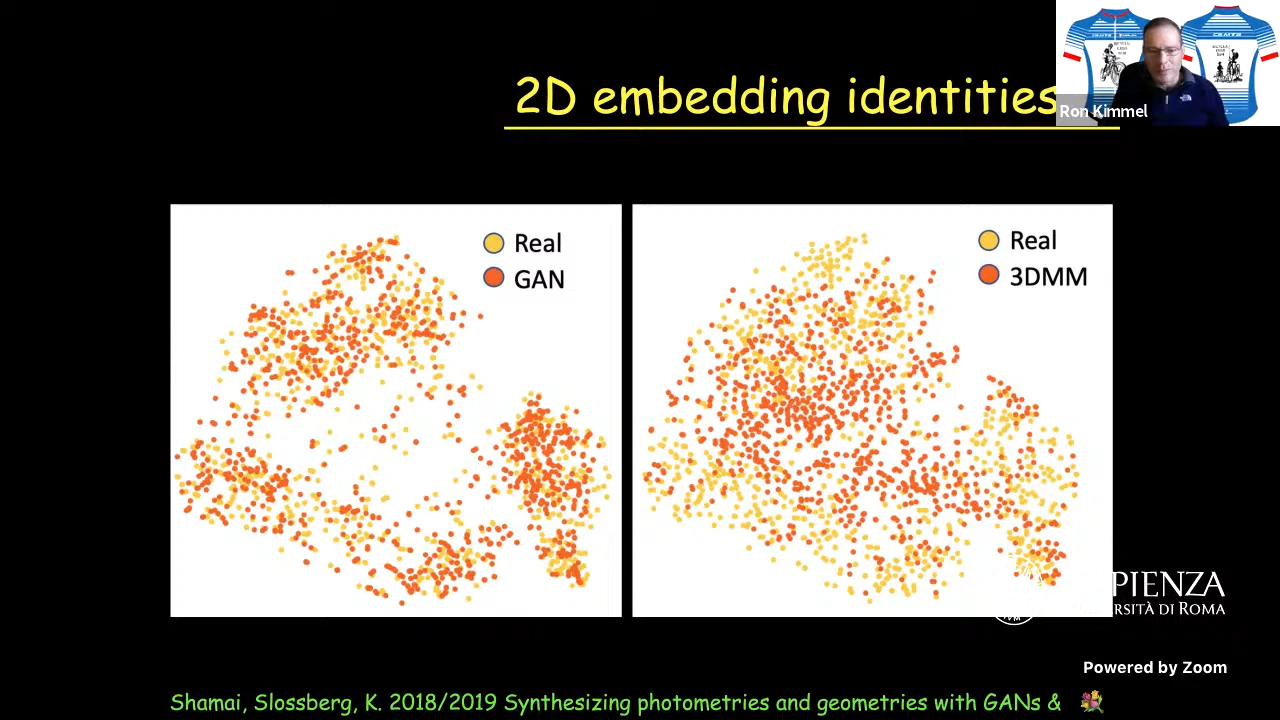 2D embedding identities
Ron Kimmel
Real
GAN
Real
3DMM
PIENZA
RSITÀ DI ROMA
Powered by Zoom
Shamai, Slossberg, K. 2018/2019 Synthesizing photometries and geometries with GANs &